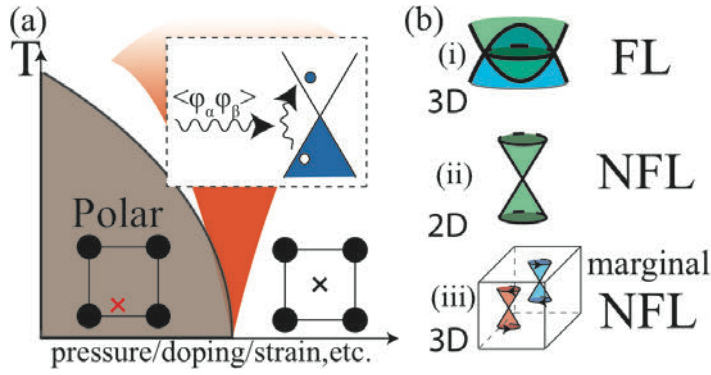 (a)
T
<φαφβ>
Polar
×
×
pressure/doping/strain,etc.
(b)
(i)
3D
FL
(ii)
2D
NFL
(iii)
3D
marginal
NFL